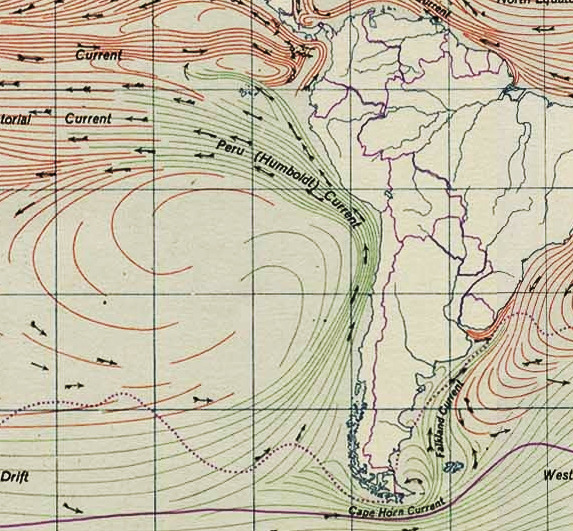 Current
North Equato
Current
torial Current
Peru (Humboldt) Current
Falkland Current
Drift
West
Cape Horn Current